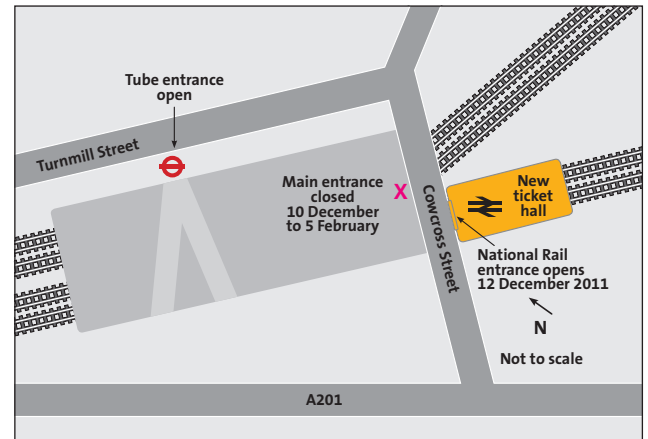 Tube entrance
open
Turnmill Street
Main entrance
closed
10 December
to 5 February
X
Cowcross Street
New
ticket
hall
National Rail
entrance opens
12 December 2011
N
Not to scale
A201